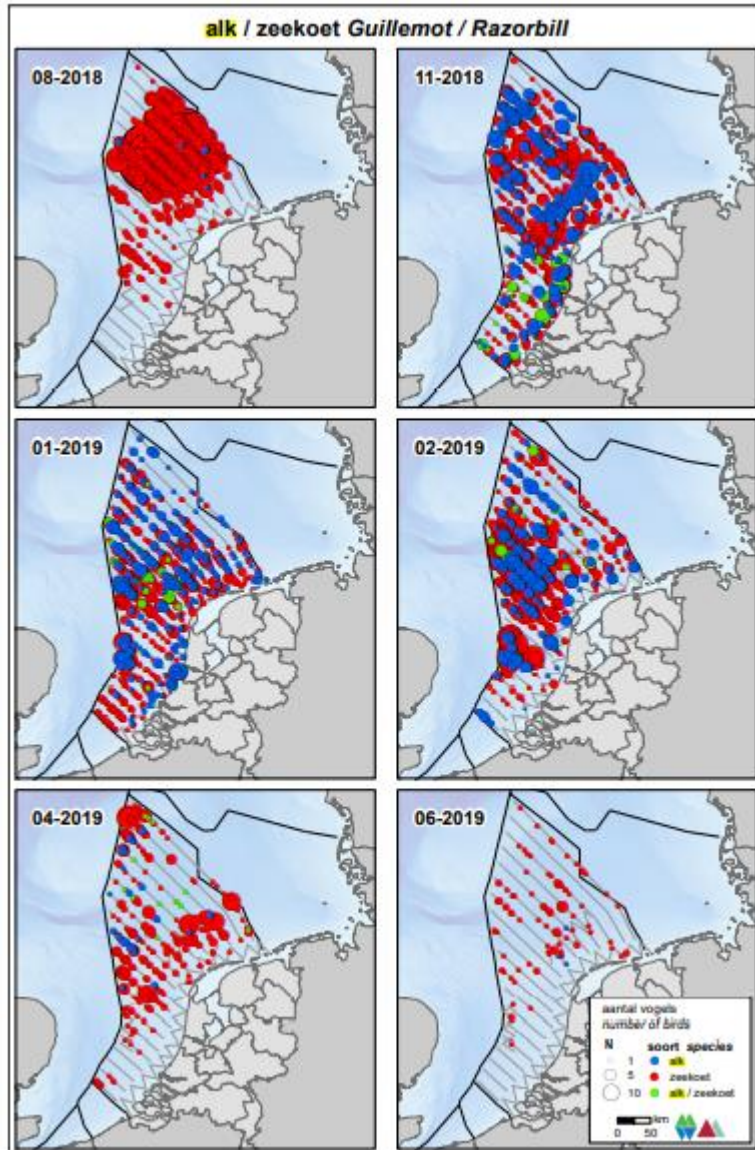 alk / zeekoet Guillemot / Razorbill
08-2018
11-2018
01-2019
02-2019
04-2019
06-2019
aantal vogels
number of birds
N soort species
1 alk
5 zeekoet
10 alk / zeekoet
km
0 50